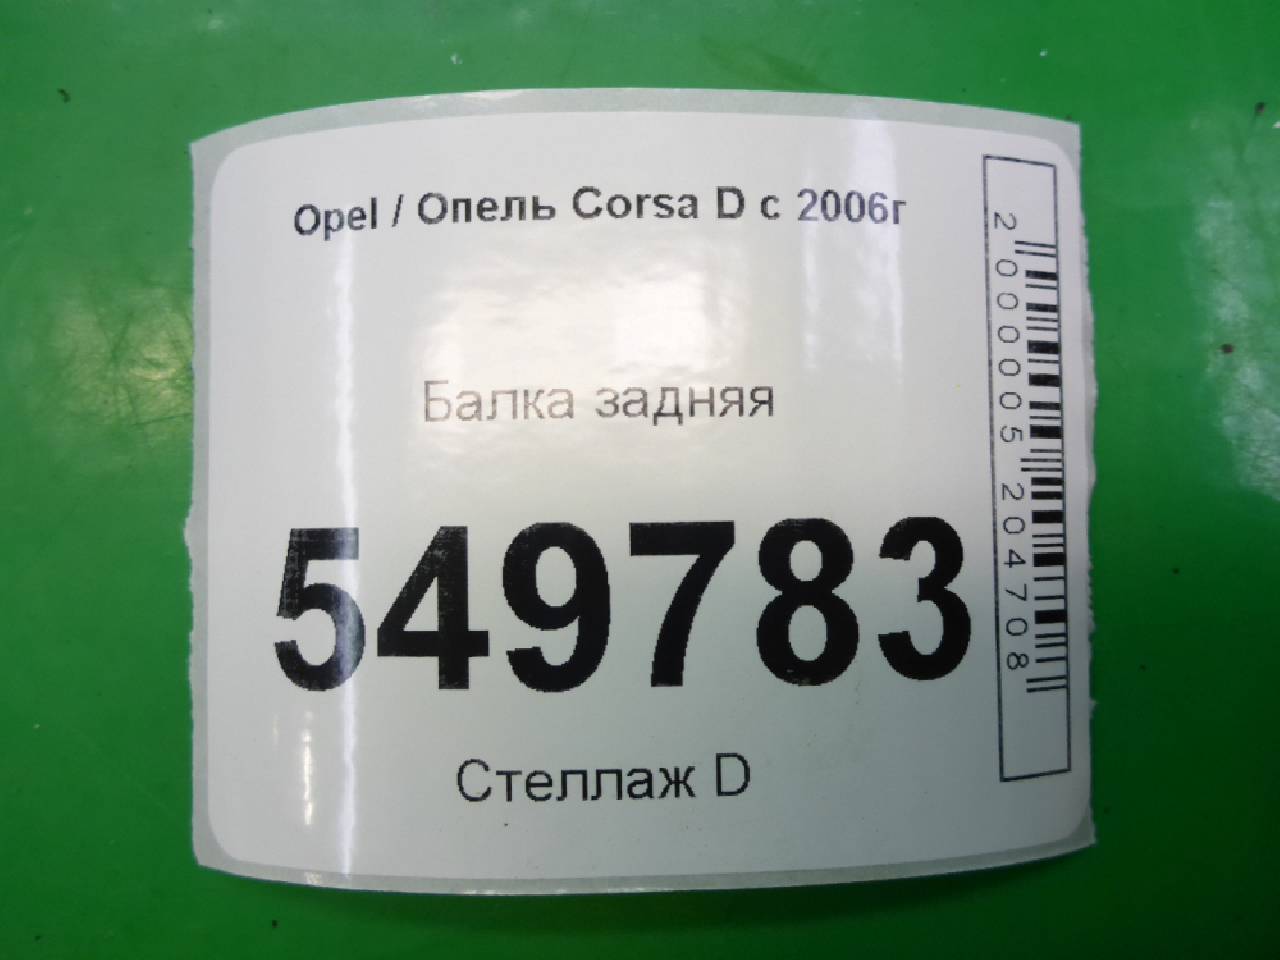 Opel / Опель Corsa D с 2006г
Балка задняя
549783
Стеллаж D
2000005204708